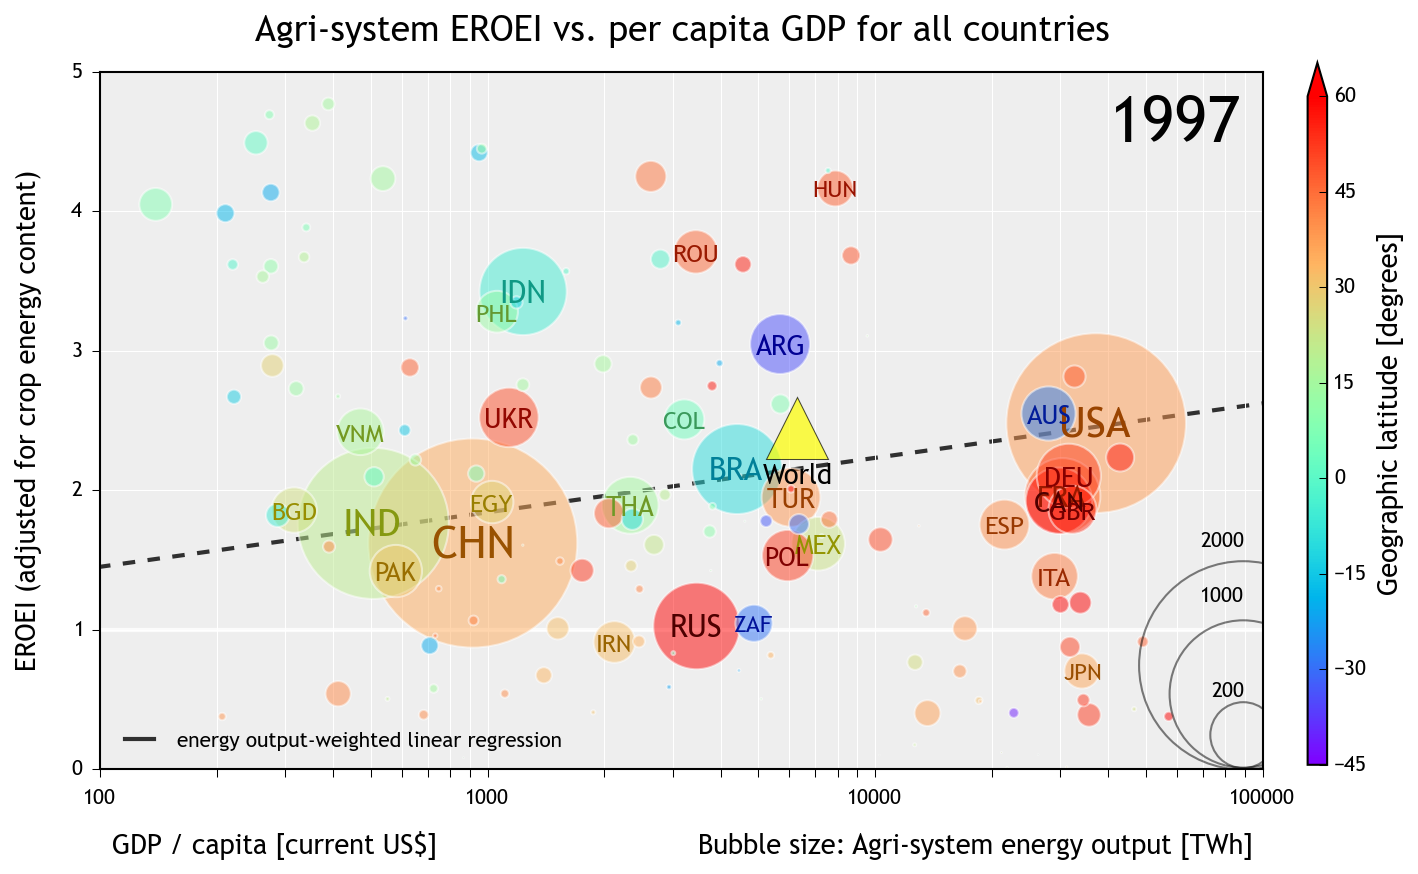 Agri-system EROEI vs. per capita GDP for all countries
1997
EROEI (adjusted for crop energy content)
5
4
3
2
1
0
HUN
ROU
IDN
PHL
ARG
UKR
COL
VNM
AUS
USA
BRA
World
DEU
TUR
EGY
THA
BGD
IND
CAN
GBR
ESP
CHN
MEX
POL
PAK
ITA
RUS
ZAF
IRN
JPN
2000
1000
200
energy output-weighted linear regression
100
1000
10000
100000
GDP / capita [current US$]
Bubble size: Agri-system energy output [TWh]
60
45
30
15
0
−15
−30
−45
Geographic latitude [degrees]